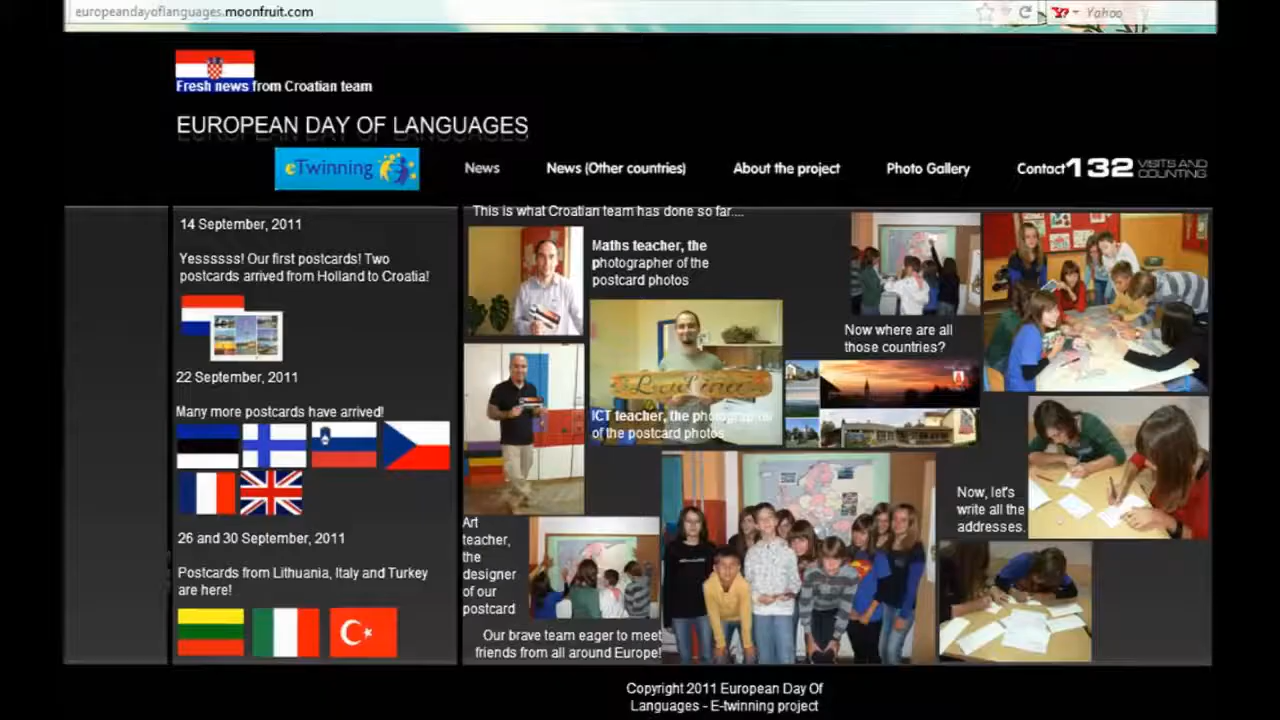 europeandayoflanguages.moonfruit.com
Yahoo
Fresh news from Croatian team
EUROPEAN DAY OF LANGUAGES
eTwinning
News
News (Other countries)
About the project
Photo Gallery
Contact
132 VISITS AND
COUNTING
14 September, 2011
Yesssssss! Our first postcards! Two
postcards arrived from Holland to Croatia!
22 September, 2011
Many more postcards have arrived!
26 and 30 September, 2011
Postcards from Lithuania, Italy and Turkey
are here!
This is what Croatian team has done so far....
Maths teacher, the
photographer of the
postcard photos
Ludina
ICT teacher, the photographer
of the postcard photos
Art
teacher,
the
designer
of our
postcard
Our brave team eager to meet
friends from all around Europe!
Now where are all
those countries?
Now, let's
write all the
addresses.
Copyright 2011 European Day Of
Languages - E-twinning project